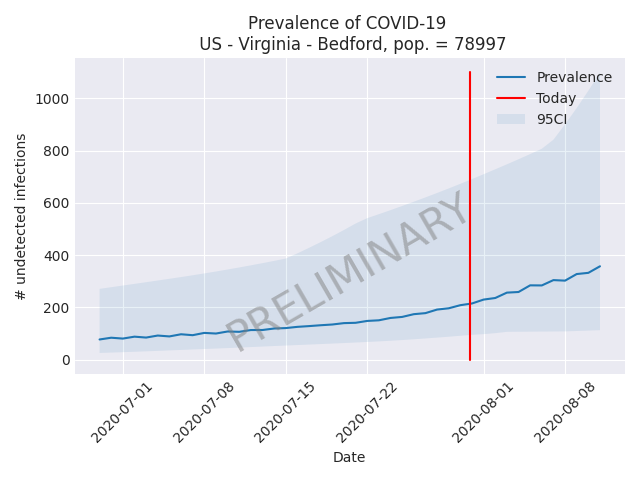 Prevalence of COVID-19
US - Virginia - Bedford, pop. = 78997
Prevalence
Today
95CI
1000
800
600
400
200
0
# undetected infections
PRELIMINARY
2020-07-01
2020-07-08
2020-07-15
2020-07-22
2020-08-01
2020-08-08
Date